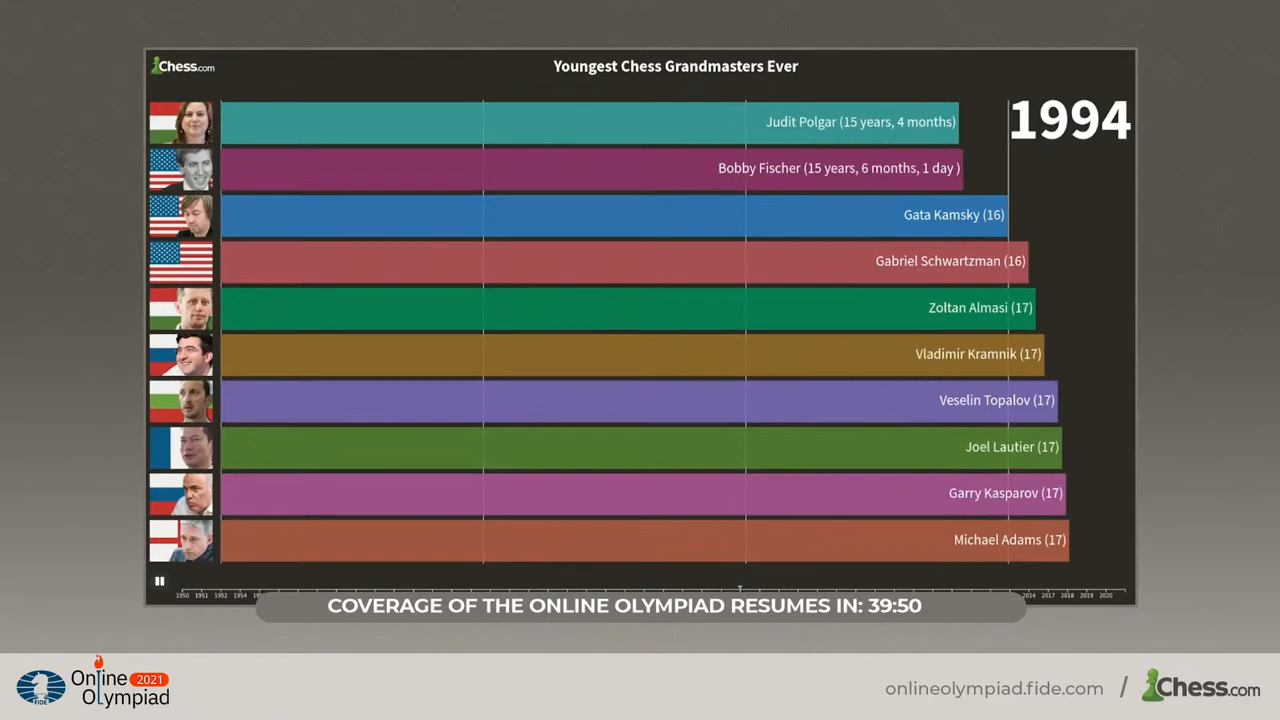 Chess.com
Youngest Chess Grandmasters Ever
1994
Judit Polgar (15 years, 4 months)
Bobby Fischer (15 years, 6 months, 1 day )
Gata Kamsky (16)
Gabriel Schwartzman (16)
Zoltan Almasi (17)
Vladimir Kramnik (17)
Veselin Topalov (17)
Joel Lautier (17)
Garry Kasparov (17)
Michael Adams (17)
1950 1951 1952 1954 2014 2017 2018 2019 2020
COVERAGE OF THE ONLINE OLYMPIAD RESUMES IN: 39:50
FIDE
Online 2021
Olympiad
onlineolympiad.fide.com / Chess.com